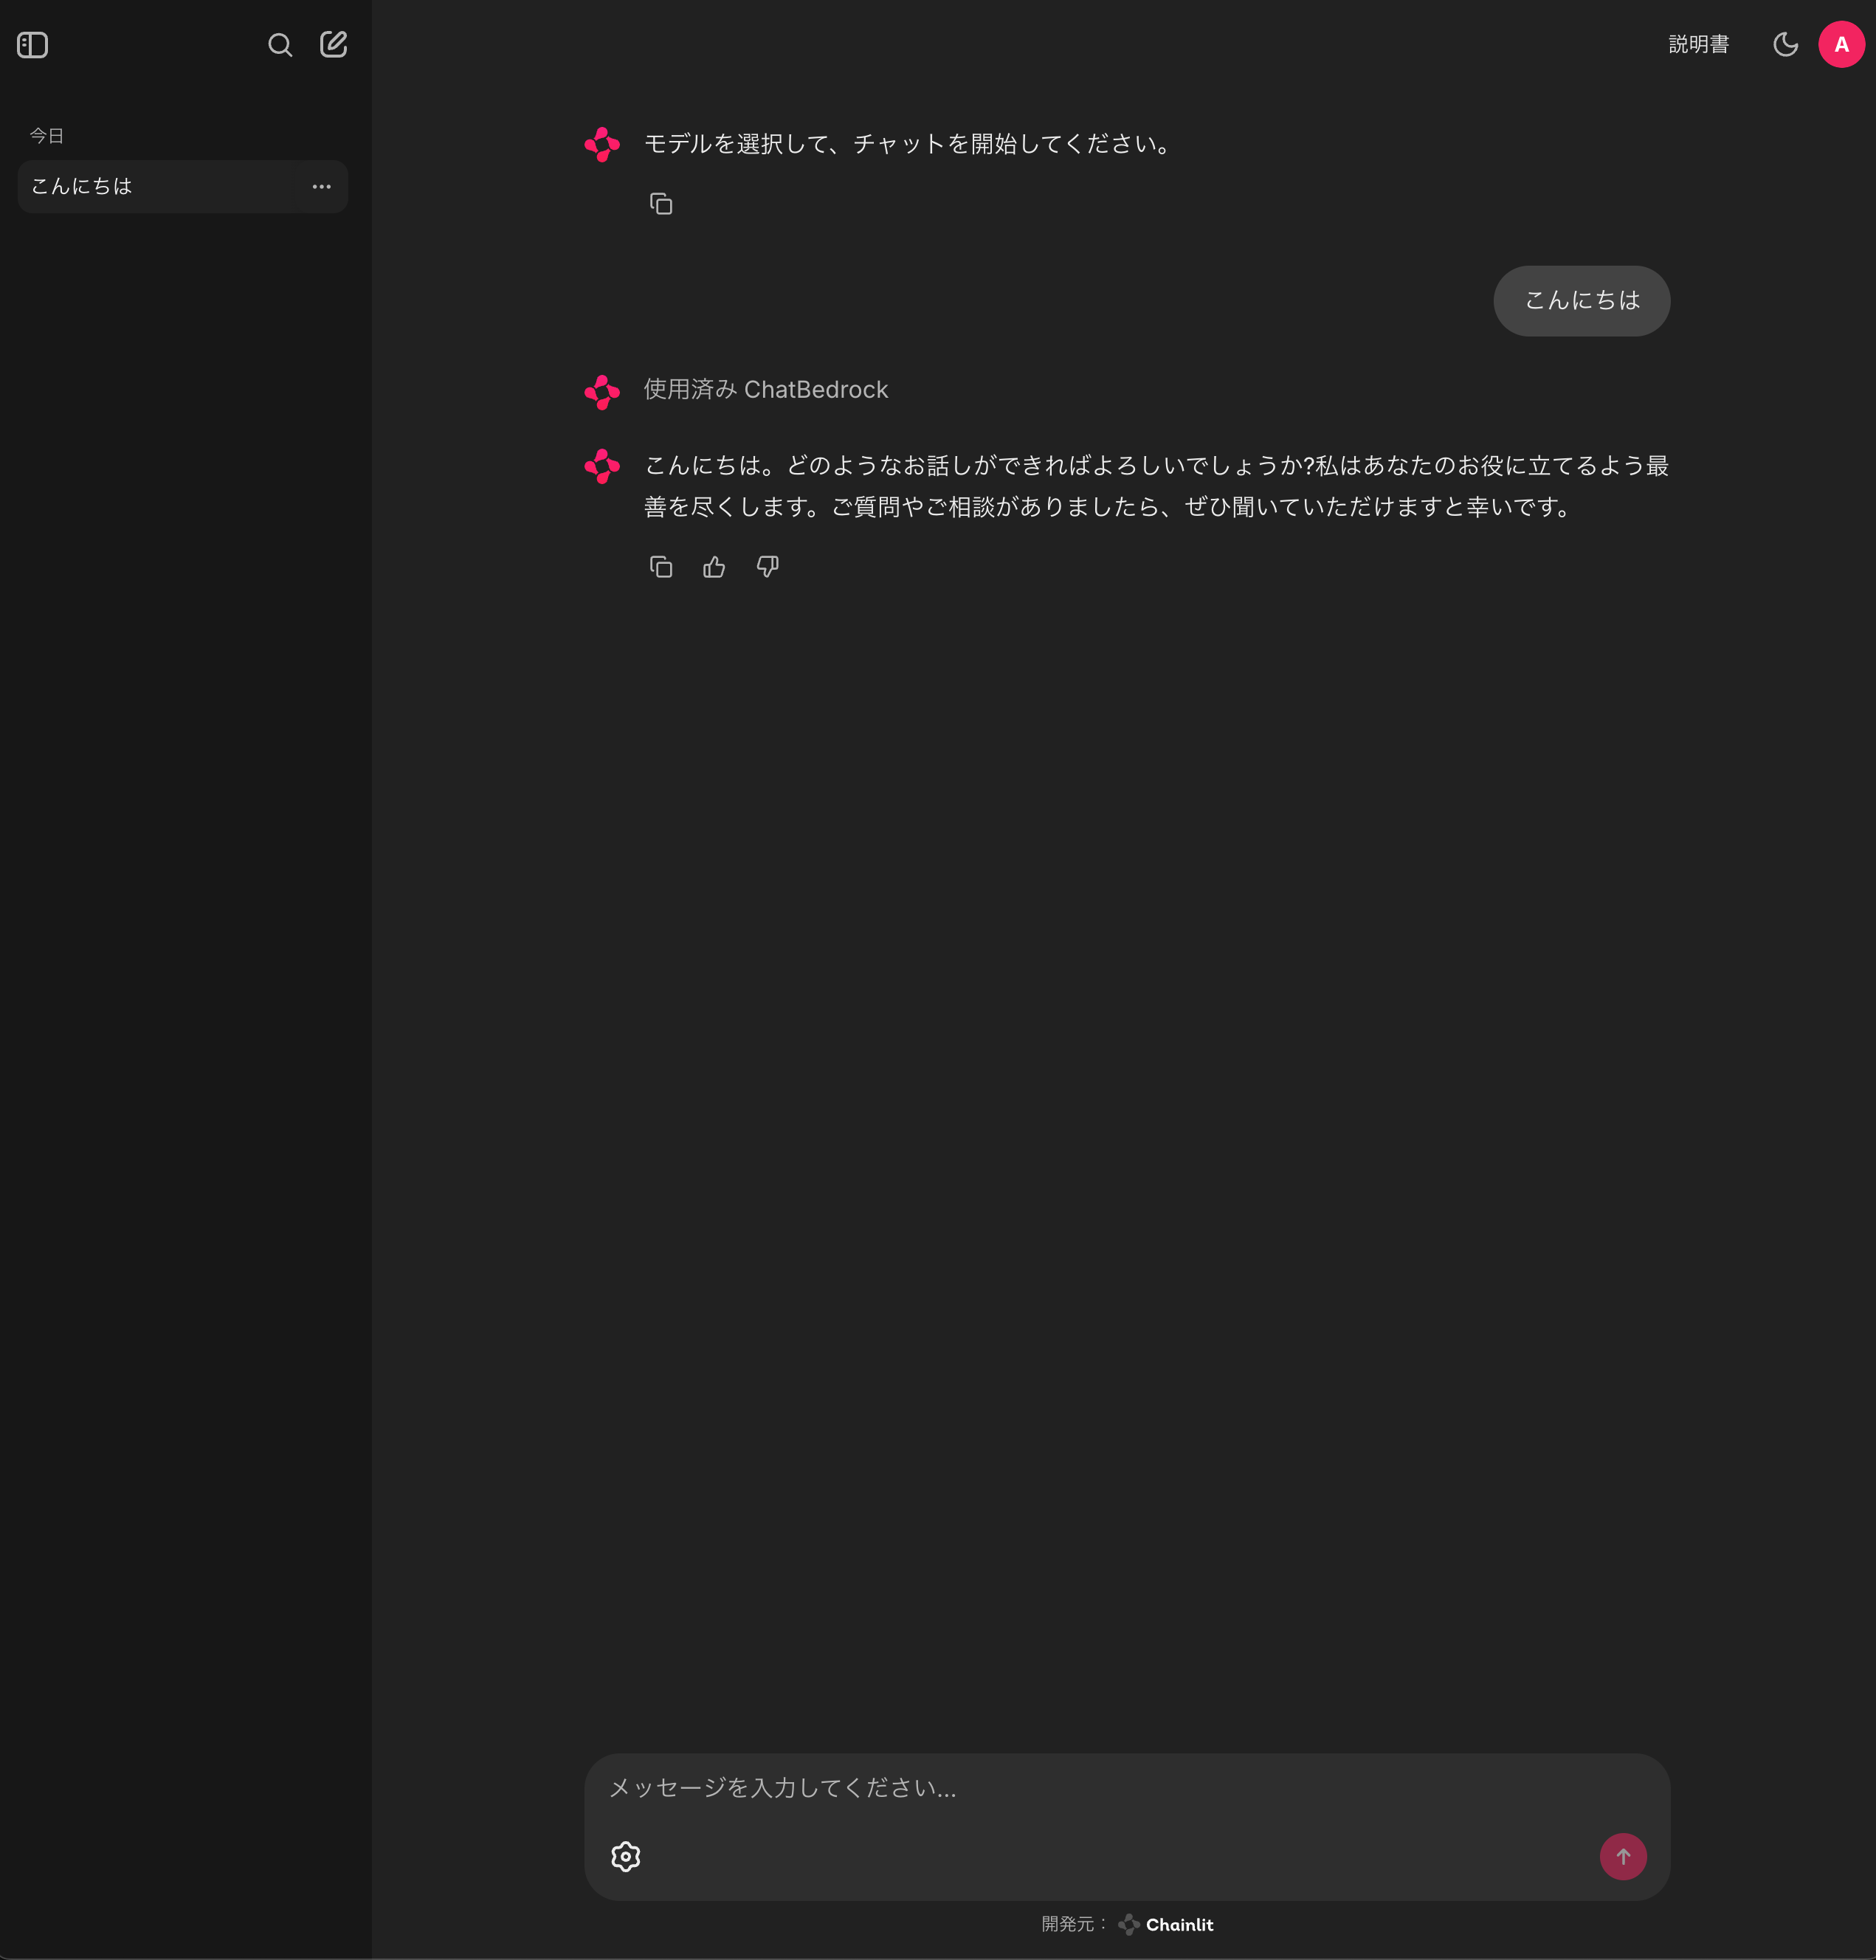 説明書
A
今日
こんにちは
モデルを選択して、チャットを開始してください。
こんにちは
使用済み ChatBedrock
こんにちは。どのようなお話しができればよろしいでしょうか?私はあなたのお役に立てるよう最
善を尽くします。ご質問やご相談がありましたら、ぜひ聞いていただけますと幸いです。
メッセージを入力してください...
開発元： Chainlit